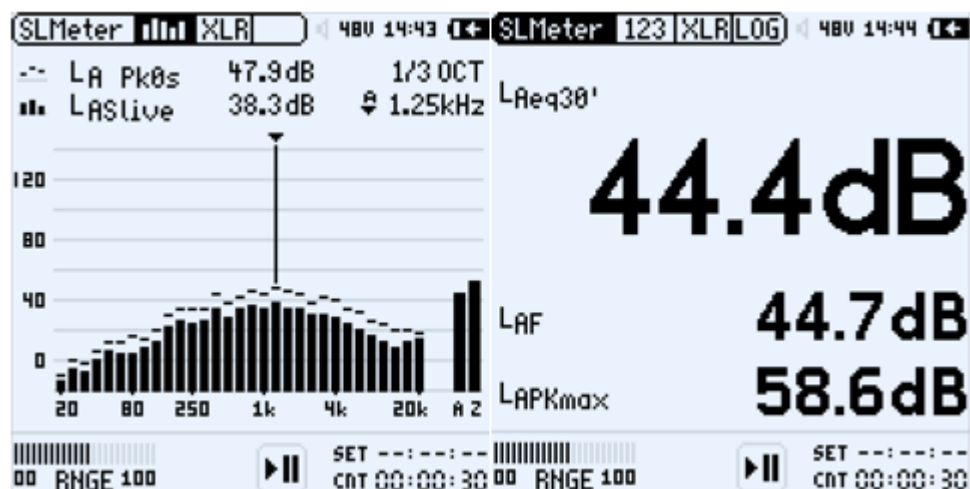 SLMeter XLR 48V 14:43
LA Pk0s 47.9dB 1/3 OCT
LASlive 38.3dB A 1.25kHz
120
80
40
0
20 80 250 1k 4k 20k A Z
SET --:--:--
00 RNGE 100 CNT 00:00:30
SLMeter 123 XLR LOG 48V 14:44
LAeq30'
44.4dB
LAF 44.7dB
LAPKmax 58.6dB
SET --:--:--
00 RNGE 100 CNT 00:00:30